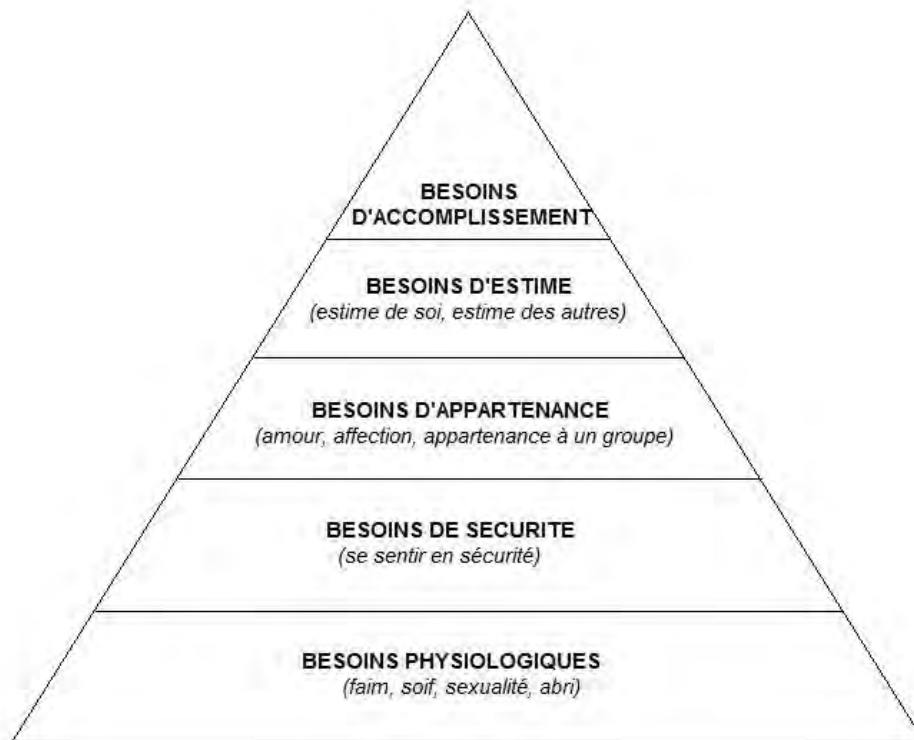 BESOINS
D'ACCOMPLISSEMENT
BESOINS D'ESTIME
(estime de soi, estime des autres)
BESOINS D'APPARTENANCE
(amour, affection, appartenance à un groupe)
BESOINS DE SECURITE
(se sentir en sécurité)
BESOINS PHYSIOLOGIQUES
(faim, soif, sexualité, abri)